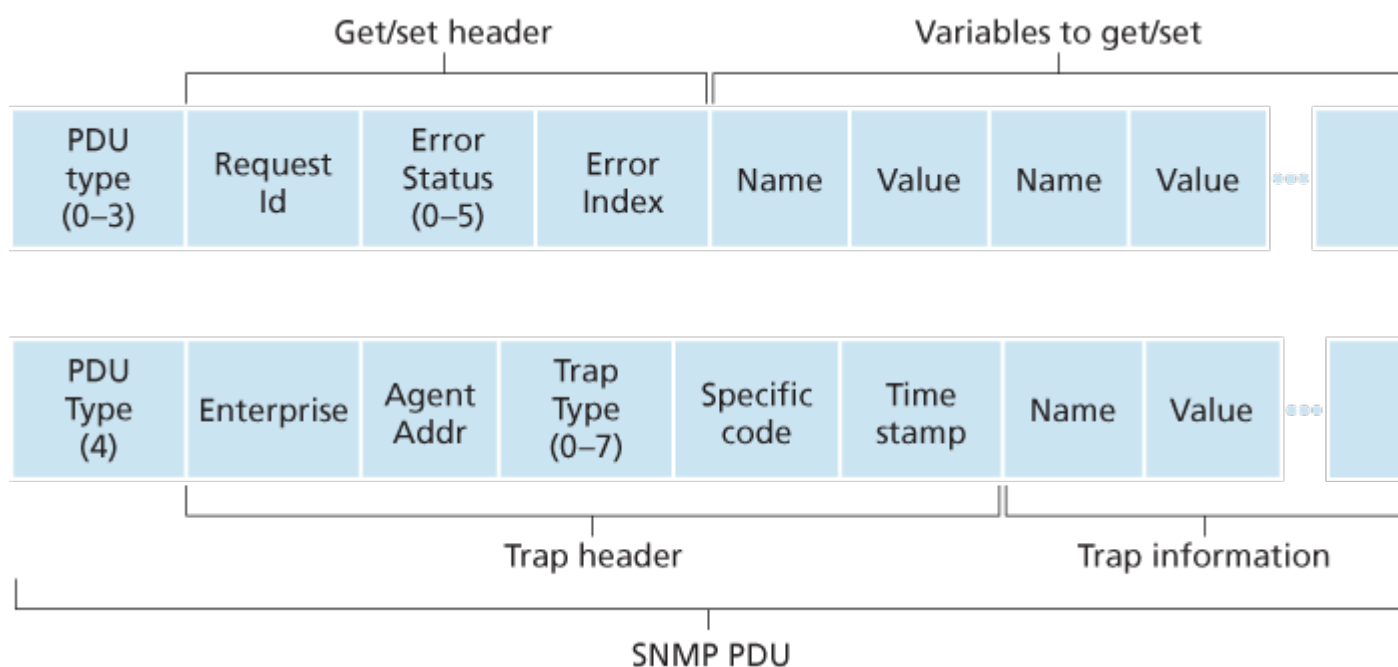 Get/set header
Variables to get/set
PDU
type
(0–3)
Request
Id
Error
Status
(0–5)
Error
Index
Name
Value
Name
Value
PDU
Type
(4)
Enterprise
Agent
Addr
Trap
Type
(0–7)
Specific
code
Time
stamp
Name
Value
Trap header
Trap information
SNMP PDU